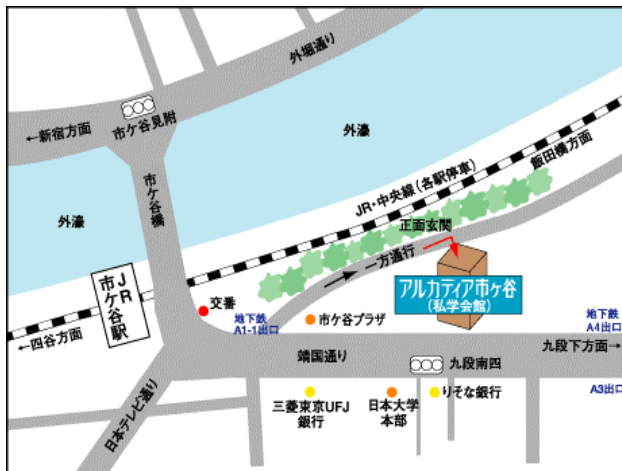 外堀通り
←新宿方面
市ケ谷見附
外濠
飯田橋方面
JR・中央線(各駅停車)
市ケ谷橋
外濠
正面玄関
一方通行
アルカディア市ヶ谷
(私学会館)
JR
市ケ谷駅
交番
市ケ谷プラザ
地下鉄
A1-1出口
地下鉄
A4出口
←四谷方面
靖国通り
九段下方面→
九段南四
A3出口
日本テレビ通り
三菱東京UFJ
銀行
日本大学
本部
りそな銀行